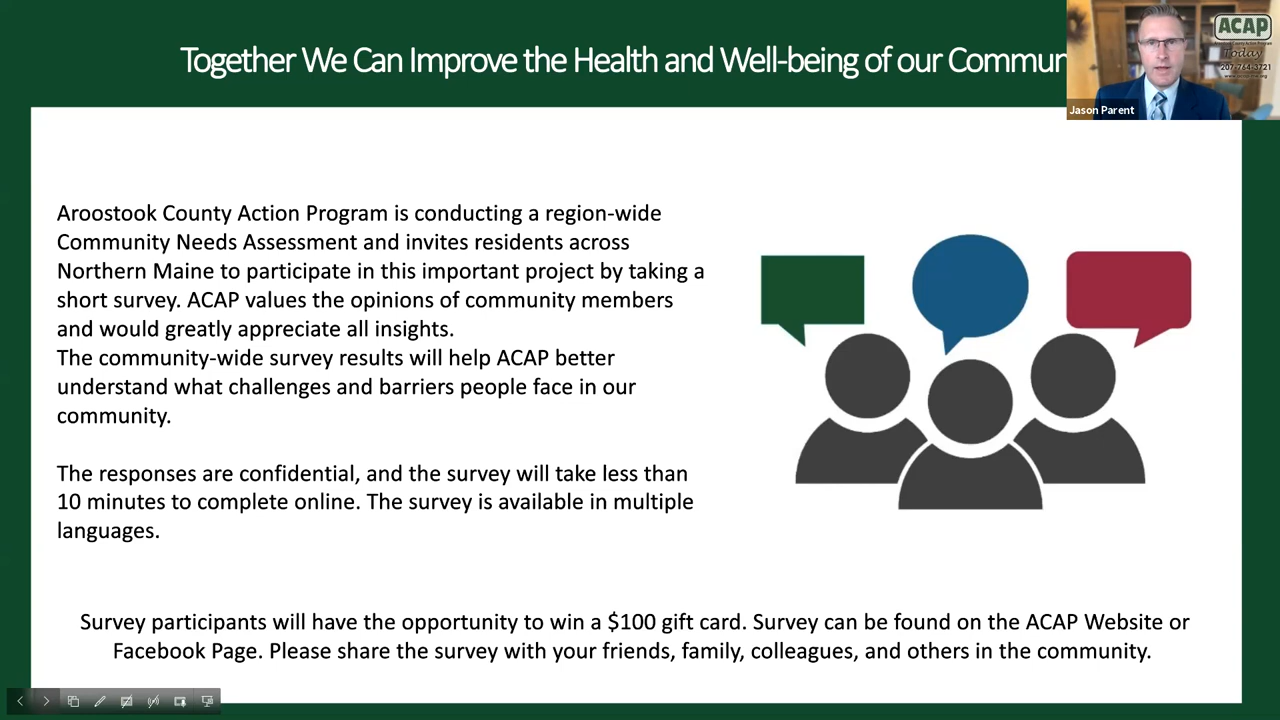 Together We Can Improve the Health and Well-being of our Commun
ACAP
Today
207-764-3721
Jason Parent
Aroostook County Action Program is conducting a region-wide
Community Needs Assessment and invites residents across
Northern Maine to participate in this important project by taking a
short survey. ACAP values the opinions of community members
and would greatly appreciate all insights.
The community-wide survey results will help ACAP better
understand what challenges and barriers people face in our
community.
The responses are confidential, and the survey will take less than
10 minutes to complete online. The survey is available in multiple
languages.
Survey participants will have the opportunity to win a $100 gift card. Survey can be found on the ACAP Website or
Facebook Page. Please share the survey with your friends, family, colleagues, and others in the community.